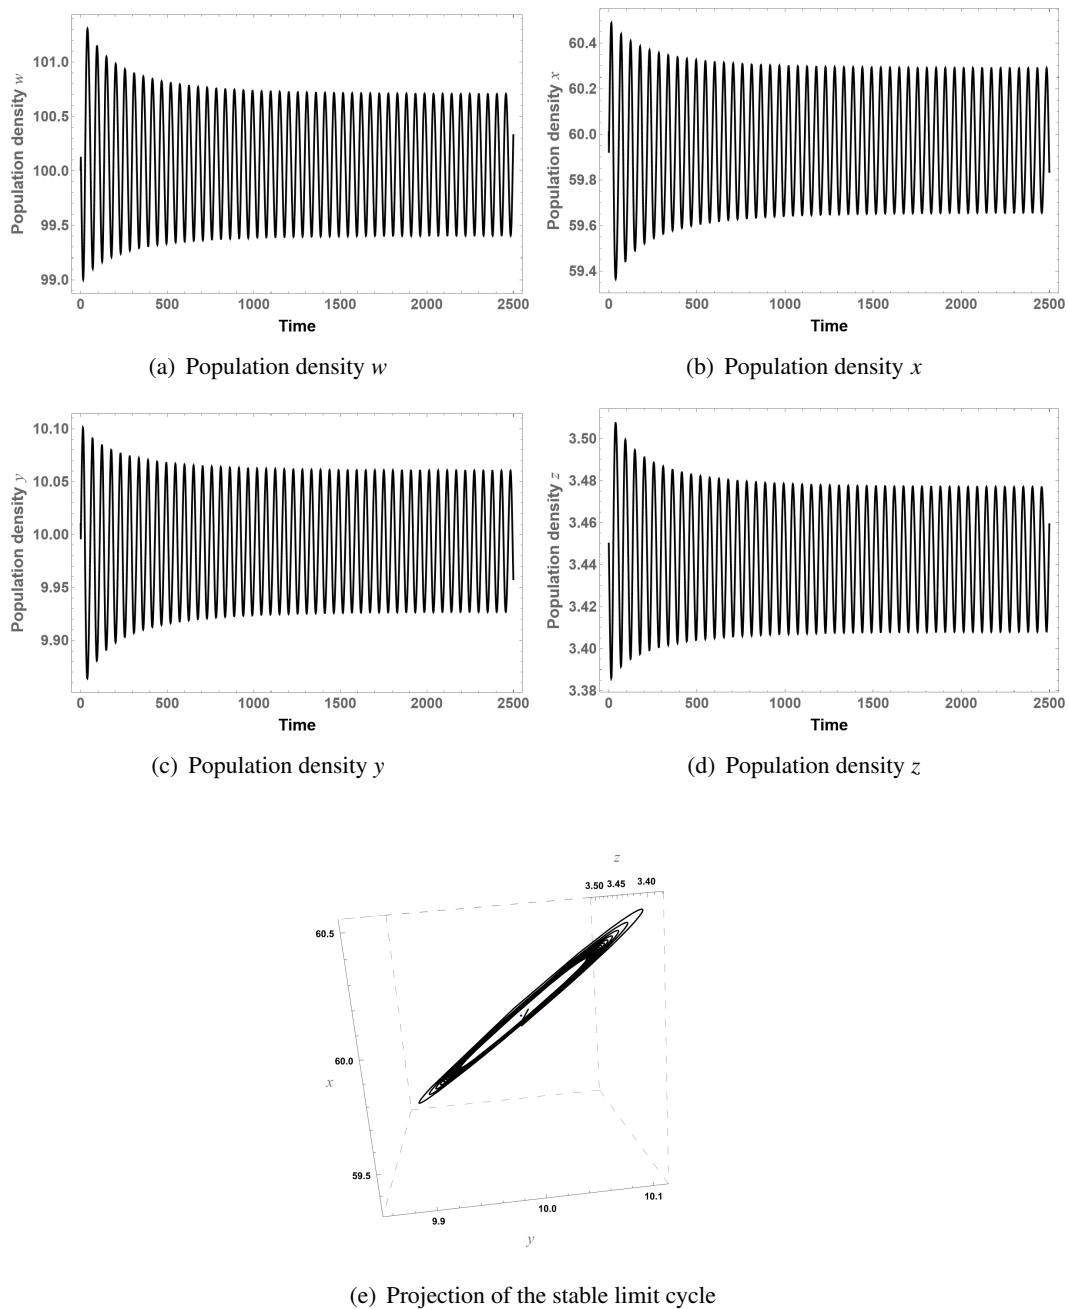 Population density w
101.0
100.5
100.0
99.5
99.0
0 500 1000 1500 2000 2500
Time
(a) Population density w
Population density x
60.4
60.2
60.0
59.8
59.6
59.4
0 500 1000 1500 2000 2500
Time
(b) Population density x
Population density y
10.10
10.05
10.00
9.95
9.90
0 500 1000 1500 2000 2500
Time
(c) Population density y
Population density z
3.50
3.48
3.46
3.44
3.42
3.40
3.38
0 500 1000 1500 2000 2500
Time
(d) Population density z
z
3.50 3.45 3.40
60.5
60.0
x
59.5
9.9 10.0 10.1
y
(e) Projection of the stable limit cycle